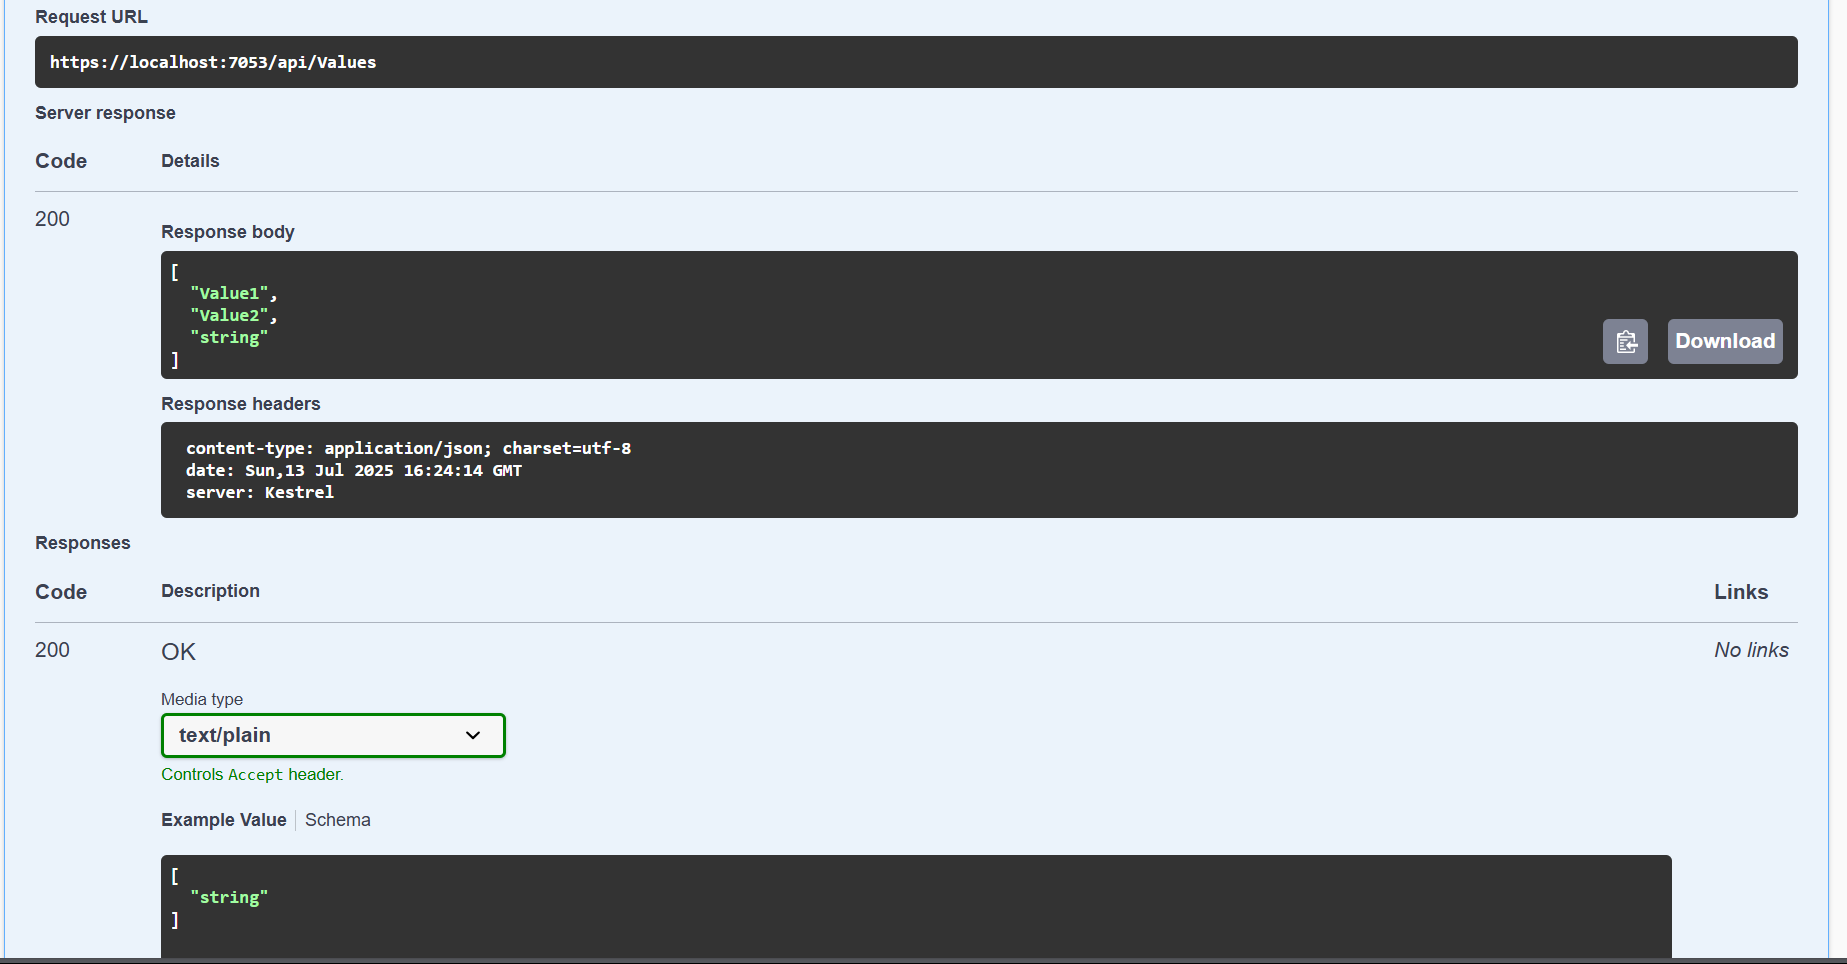 Request URL
https://localhost:7053/api/Values
Server response
Code Details
200
Response body
[
"Value1",
"Value2",
"string"
]
Download
Response headers
content-type: application/json; charset=utf-8
date: Sun,13 Jul 2025 16:24:14 GMT
server: Kestrel
Responses
Code Description Links
200 OK No links
Media type
text/plain
Controls Accept header.
Example Value Schema
[
"string"
]